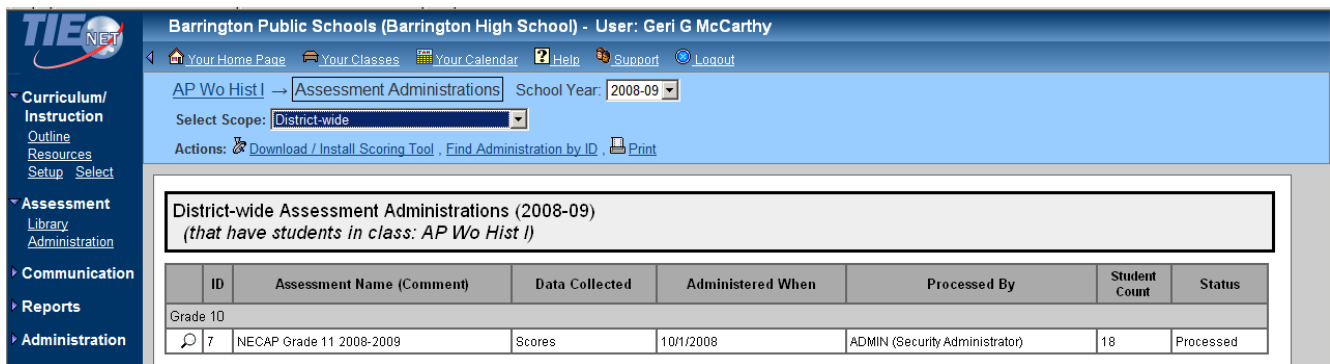 TIENET
Barrington Public Schools (Barrington High School) - User: Geri G McCarthy
Your Home Page Your Classes Your Calendar Help Support Logout
AP Wo Hist I → Assessment Administrations School Year: 2008-09
Select Scope: District-wide
Actions: Download / Install Scoring Tool , Find Administration by ID , Print
Curriculum/
Instruction
Outline
Resources
Setup Select
Assessment
Library
Administration
Communication
Reports
Administration
District-wide Assessment Administrations (2008-09)
(that have students in class: AP Wo Hist I)
ID Assessment Name (Comment) Data Collected Administered When Processed By Student Count Status
Grade 10
7 NECAP Grade 11 2008-2009 Scores 10/1/2008 ADMIN (Security Administrator) 18 Processed